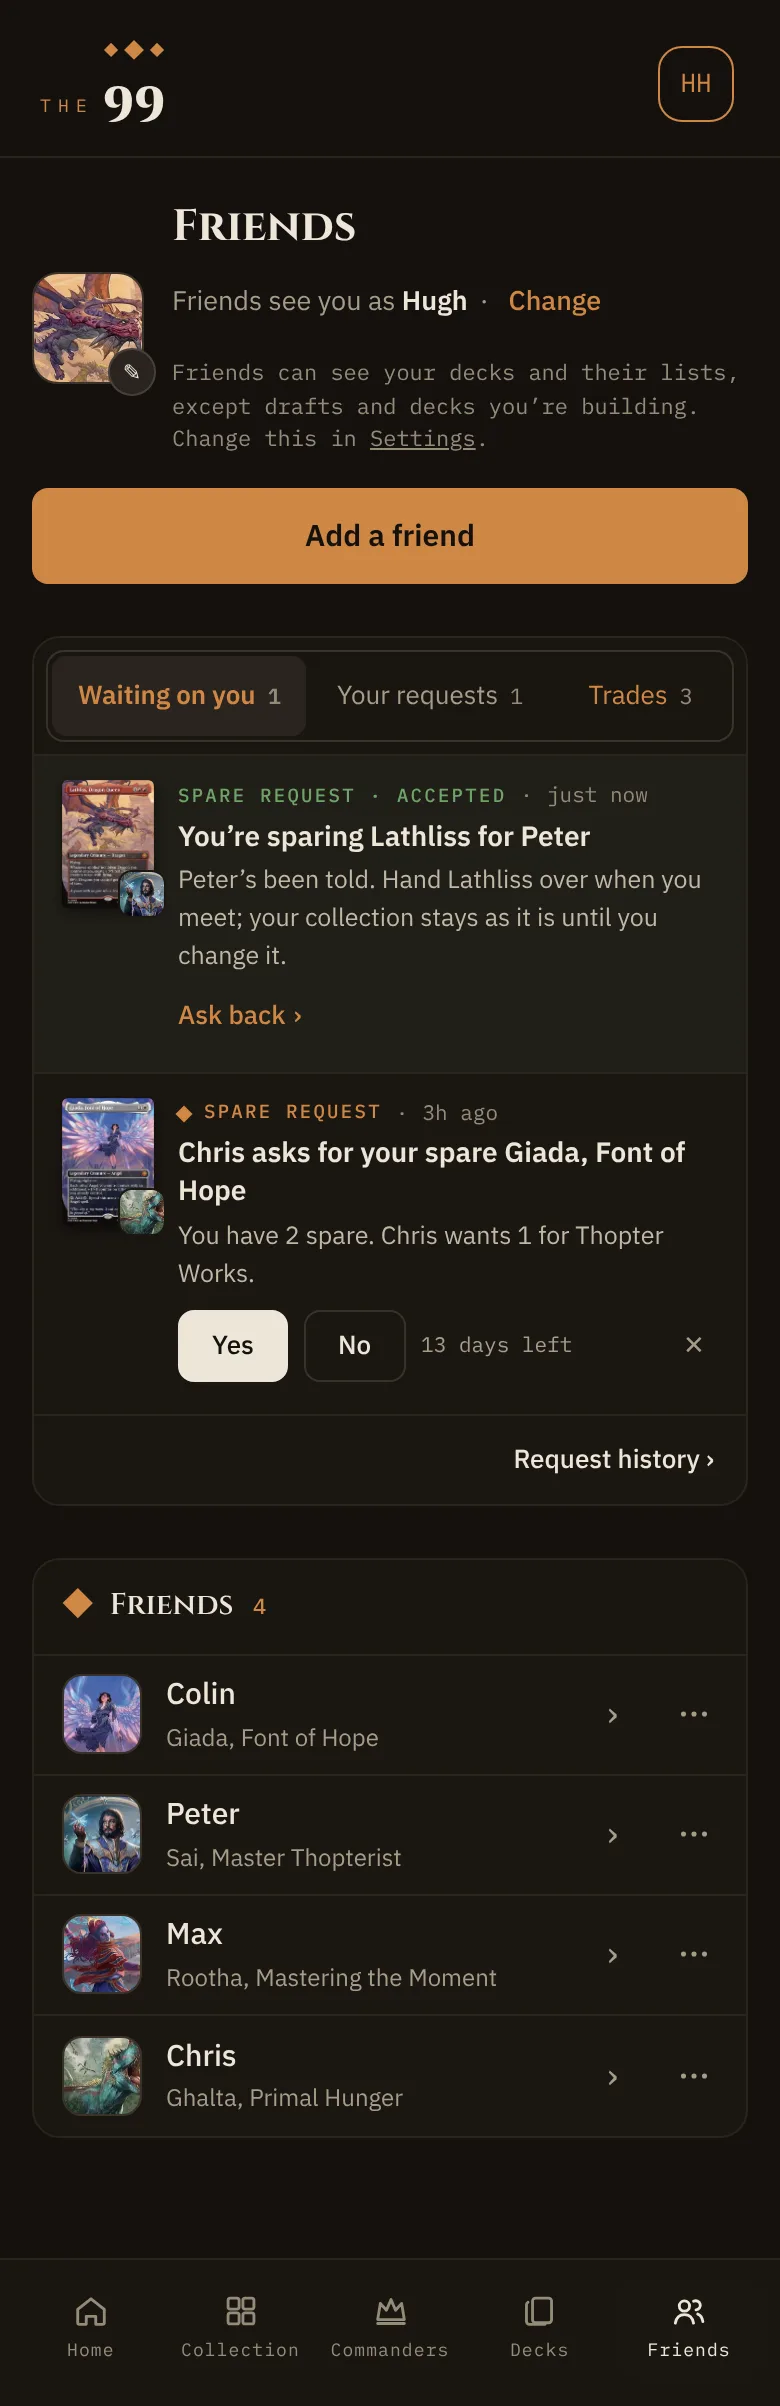 THE 99
HH
Friends
Friends see you as Hugh · Change
Friends can see your decks and their lists,
except drafts and decks you’re building.
Change this in Settings.
Add a friend
Waiting on you 1
Your requests 1
Trades 3
SPARE REQUEST · ACCEPTED · just now
You’re sparing Lathliss for Peter
Peter’s been told. Hand Lathliss over when you
meet; your collection stays as it is until you
change it.
Ask back ›
SPARE REQUEST · 3h ago
Chris asks for your spare Giada, Font of
Hope
You have 2 spare. Chris wants 1 for Thopter
Works.
Yes
No
13 days left
×
Request history ›
Friends 4
Colin
Giada, Font of Hope
Peter
Sai, Master Thopterist
Max
Rootha, Mastering the Moment
Chris
Ghalta, Primal Hunger
Home
Collection
Commanders
Decks
Friends